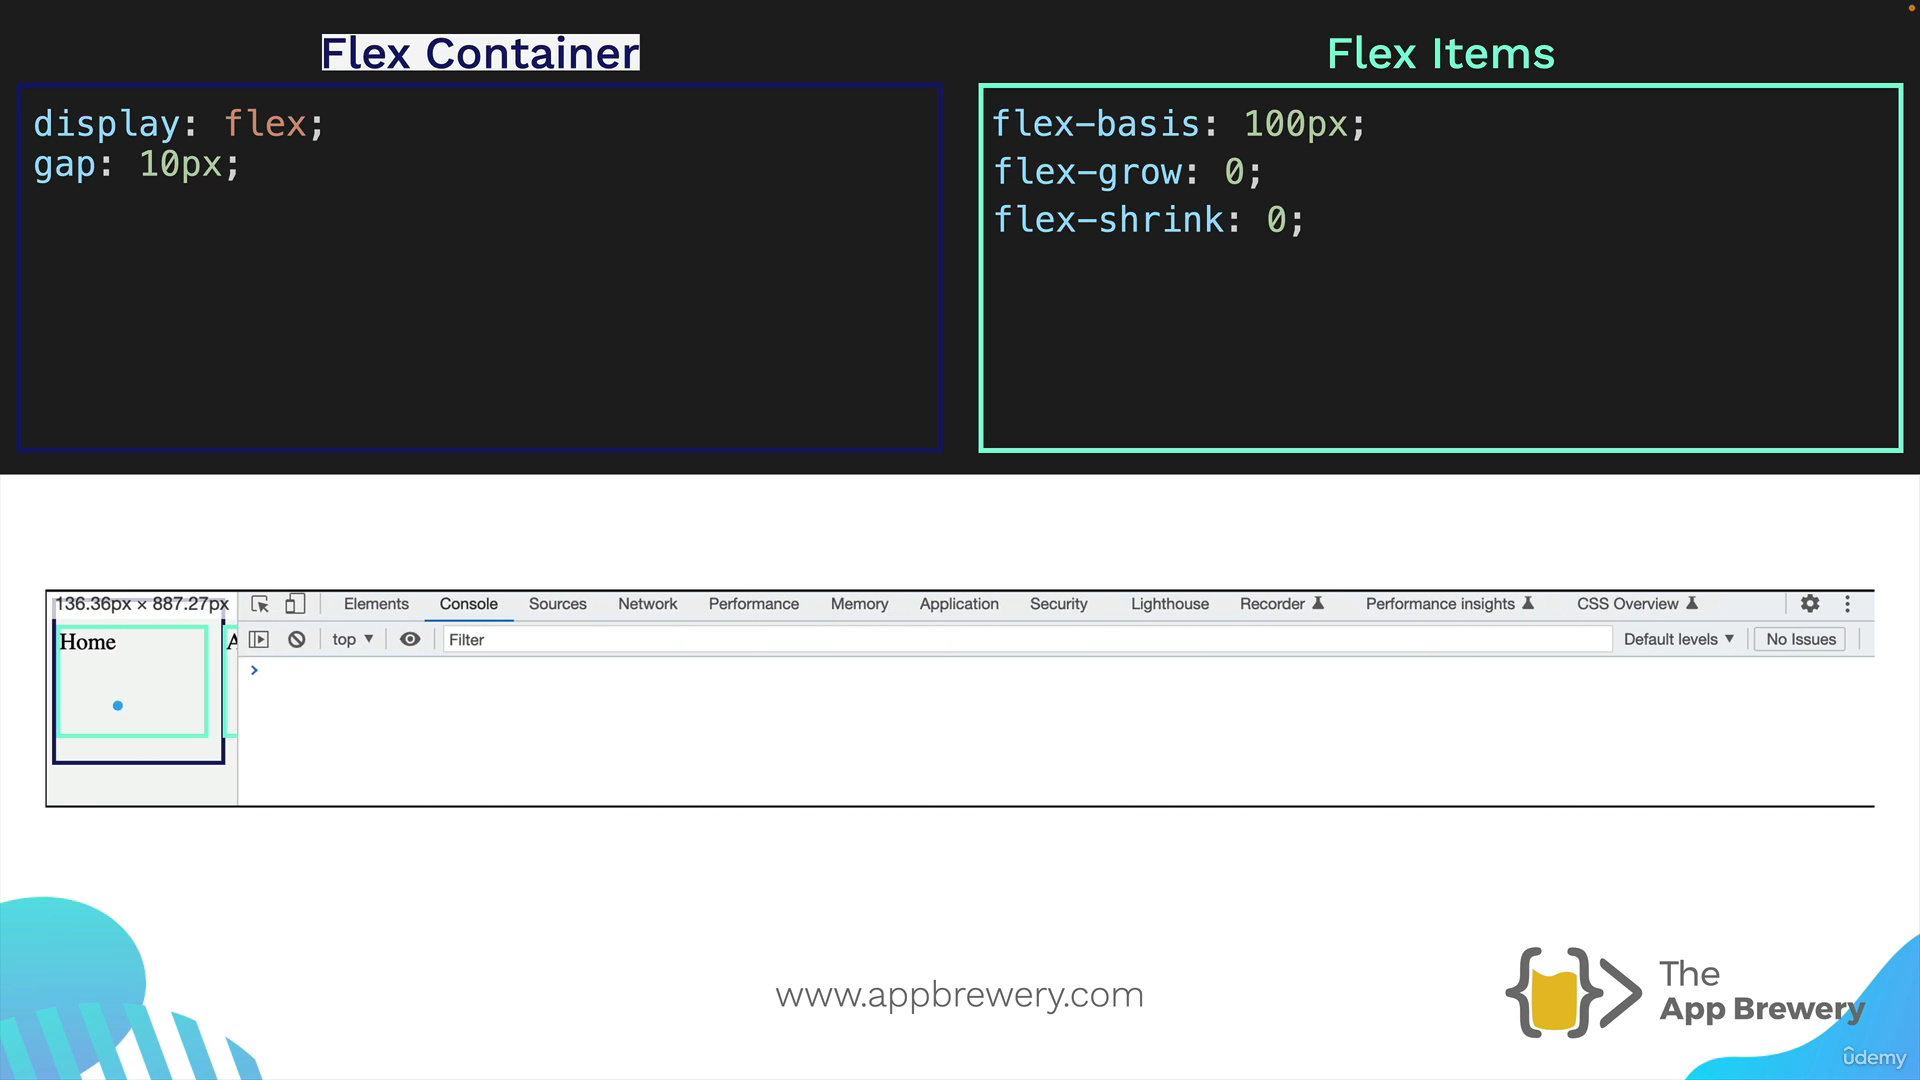 Flex Container
display: flex;
gap: 10px;
Flex Items
flex-basis: 100px;
flex-grow: 0;
flex-shrink: 0;
136.36px × 887.27px
Elements Console Sources Network Performance Memory Application Security Lighthouse Recorder Performance insights CSS Overview
Home
A
top Filter Default levels No Issues
www.appbrewery.com
The
App Brewery
ûdemy